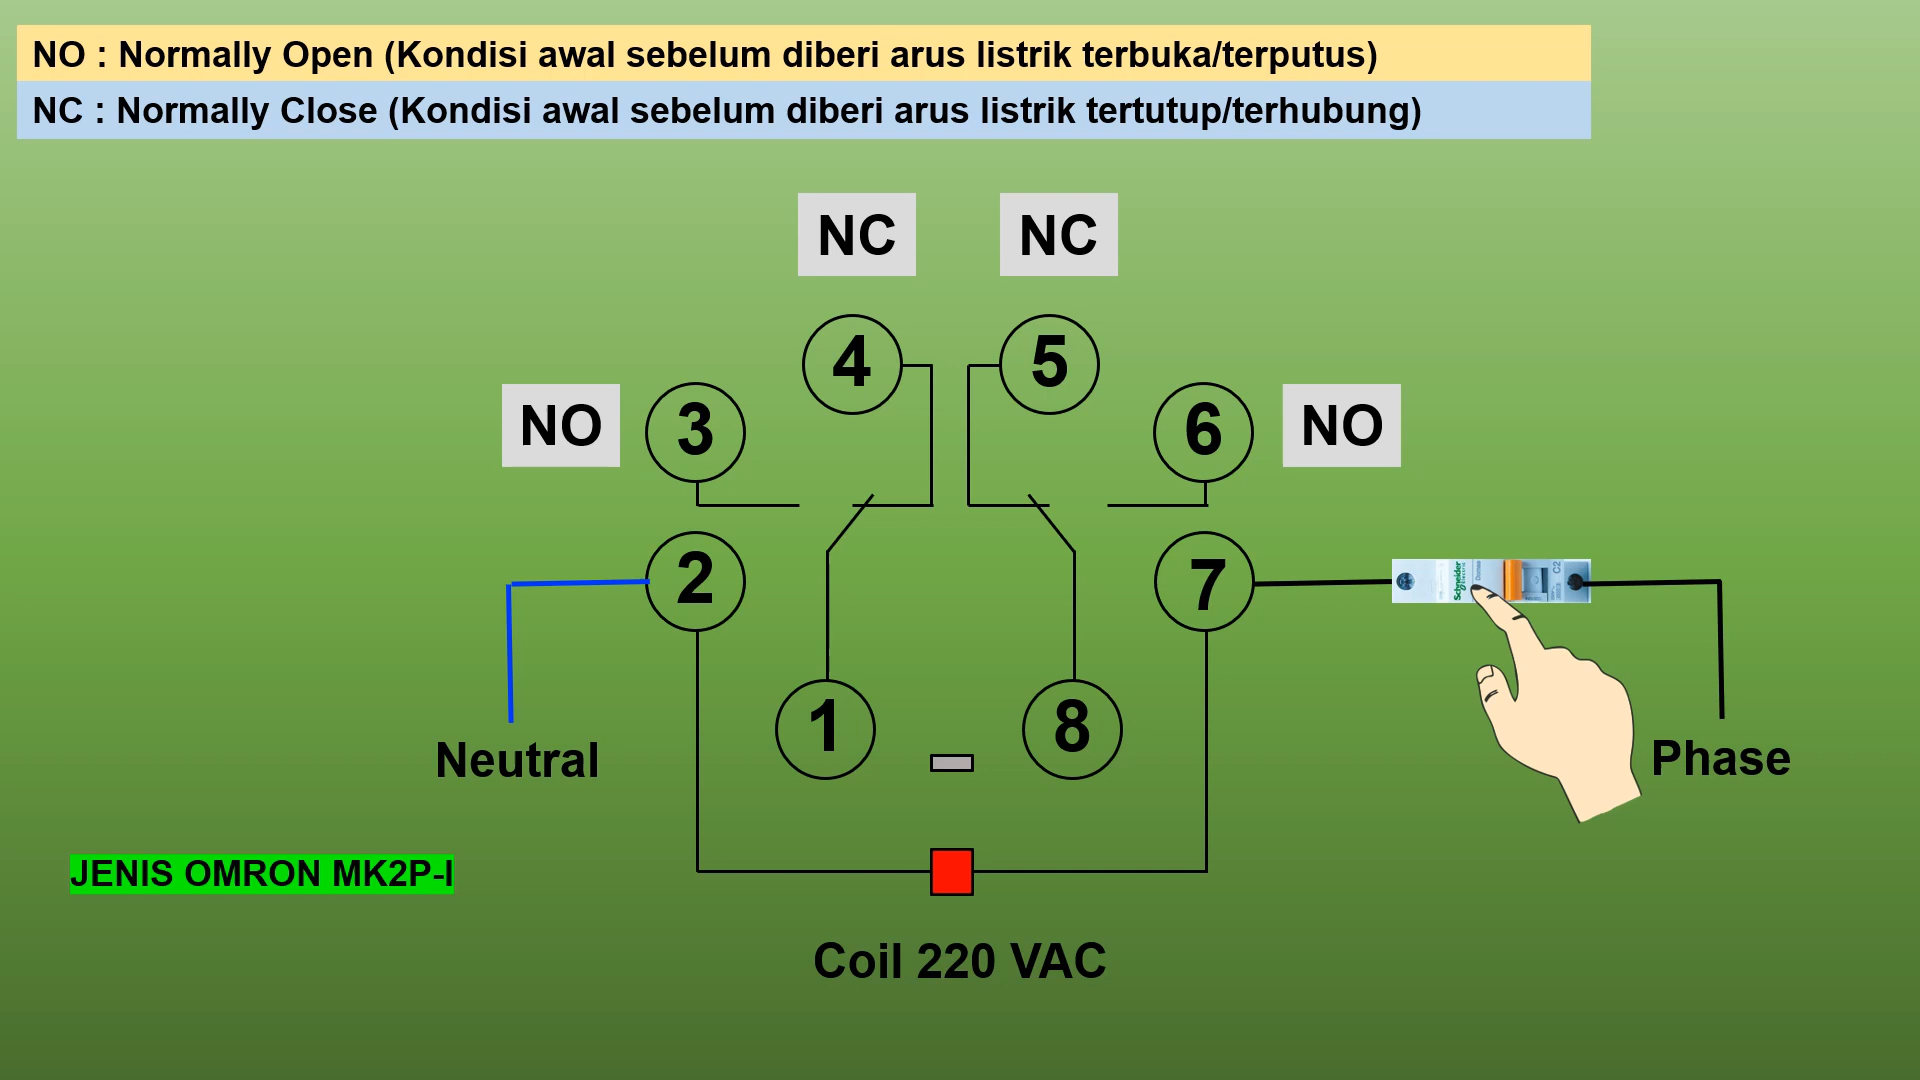 NO : Normally Open (Kondisi awal sebelum diberi arus listrik terbuka/terputus)
NC : Normally Close (Kondisi awal sebelum diberi arus listrik tertutup/terhubung)
NC NC
4 5
NO 3 6 NO
2 7
Schneider
C2
1 8
Neutral
Phase
JENIS OMRON MK2P-I
Coil 220 VAC